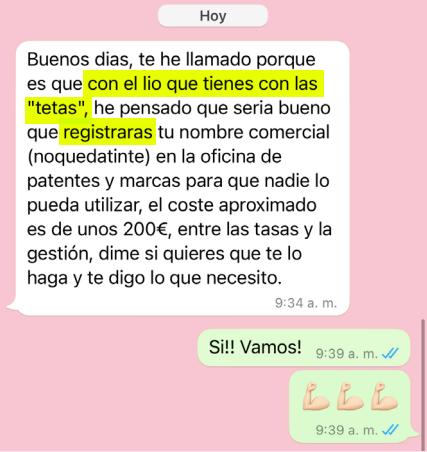 Hoy
Buenos dias, te he llamado porque
es que con el lio que tienes con las
"tetas", he pensado que seria bueno
que registraras tu nombre comercial
(noquedatinte) en la oficina de
patentes y marcas para que nadie lo
pueda utilizar, el coste aproximado
es de unos 200€, entre las tasas y la
gestión, dime si quieres que te lo
haga y te digo lo que necesito.
9:34 a. m.
Si!! Vamos! 9:39 a. m.
💪🏻💪🏻💪🏻
9:39 a. m.